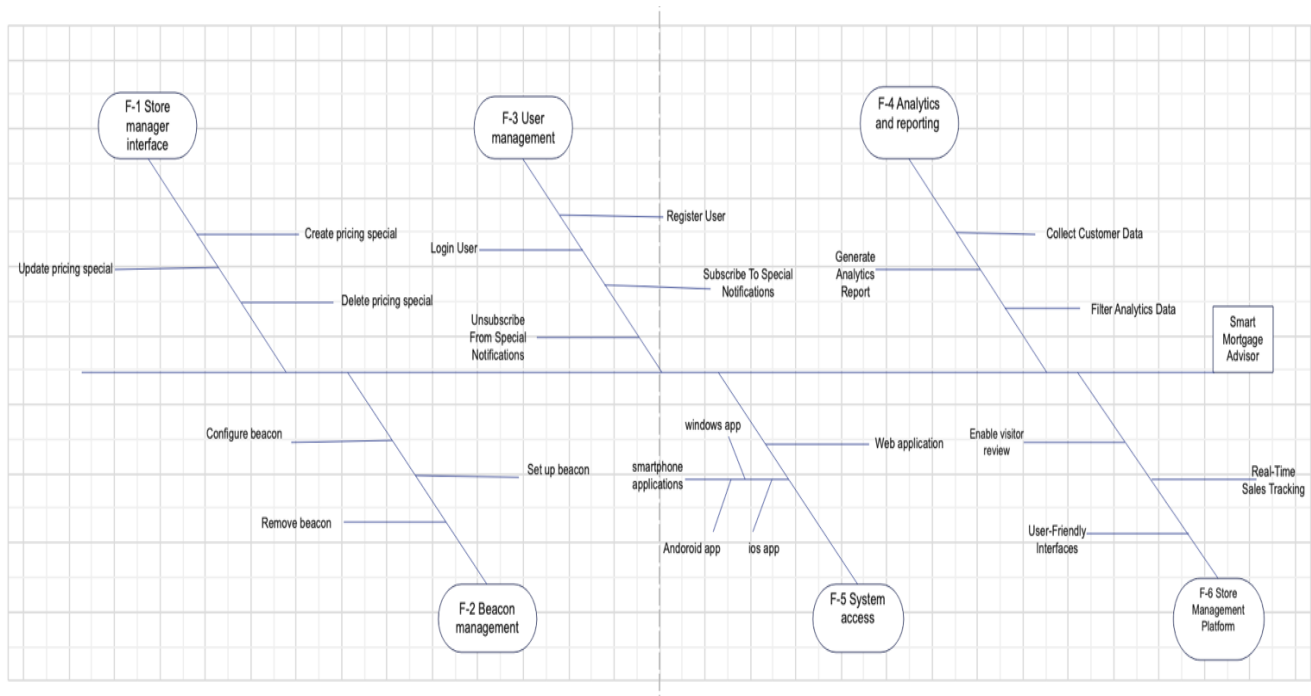 F-1 Store
manager
interface
F-3 User
management
F-4 Analytics
and reporting
Create pricing special
Update pricing special
Delete pricing special
Register User
Login User
Subscribe To Special
Notifications
Unsubscribe
From Special
Notifications
Collect Customer Data
Generate
Analytics
Report
Filter Analytics Data
Smart
Mortgage
Advisor
Configure beacon
Set up beacon
Remove beacon
F-2 Beacon
management
windows app
Web application
smartphone
applications
Andoroid app
ios app
F-5 System
access
Enable visitor
review
Real-Time
Sales Tracking
User-Friendly
Interfaces
F-6 Store
Management
Platform